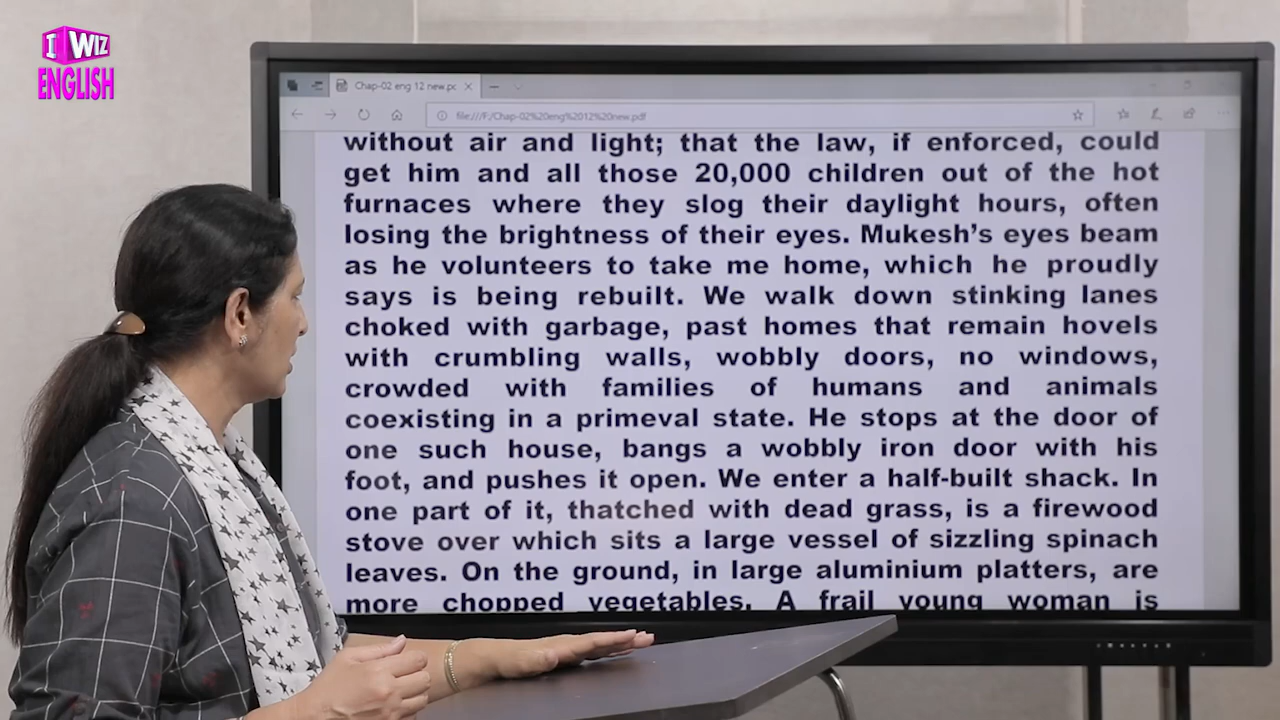 I WIZ
ENGLISH
Chap-02 eng 12 new.pc
file:///F:/Chap-02%20eng%2012%20new.pdf
without air and light; that the law, if enforced, could
get him and all those 20,000 children out of the hot
furnaces where they slog their daylight hours, often
losing the brightness of their eyes. Mukesh’s eyes beam
as he volunteers to take me home, which he proudly
says is being rebuilt. We walk down stinking lanes
choked with garbage, past homes that remain hovels
with crumbling walls, wobbly doors, no windows,
crowded with families of humans and animals
coexisting in a primeval state. He stops at the door of
one such house, bangs a wobbly iron door with his
foot, and pushes it open. We enter a half-built shack. In
one part of it, thatched with dead grass, is a firewood
stove over which sits a large vessel of sizzling spinach
leaves. On the ground, in large aluminium platters, are
more chopped vegetables. A frail young woman is